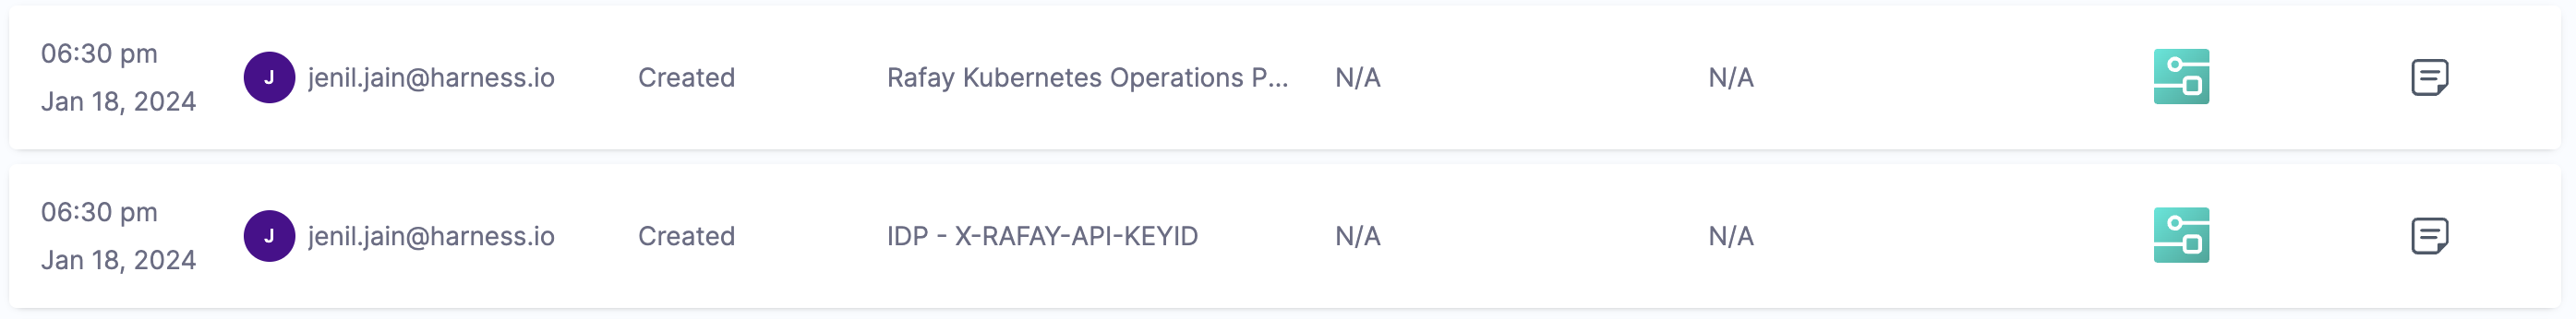 06:30 pm
Jan 18, 2024
J
jenil.jain@harness.io
Created
Rafay Kubernetes Operations P...
N/A
N/A
06:30 pm
Jan 18, 2024
J
jenil.jain@harness.io
Created
IDP - X-RAFAY-API-KEYID
N/A
N/A